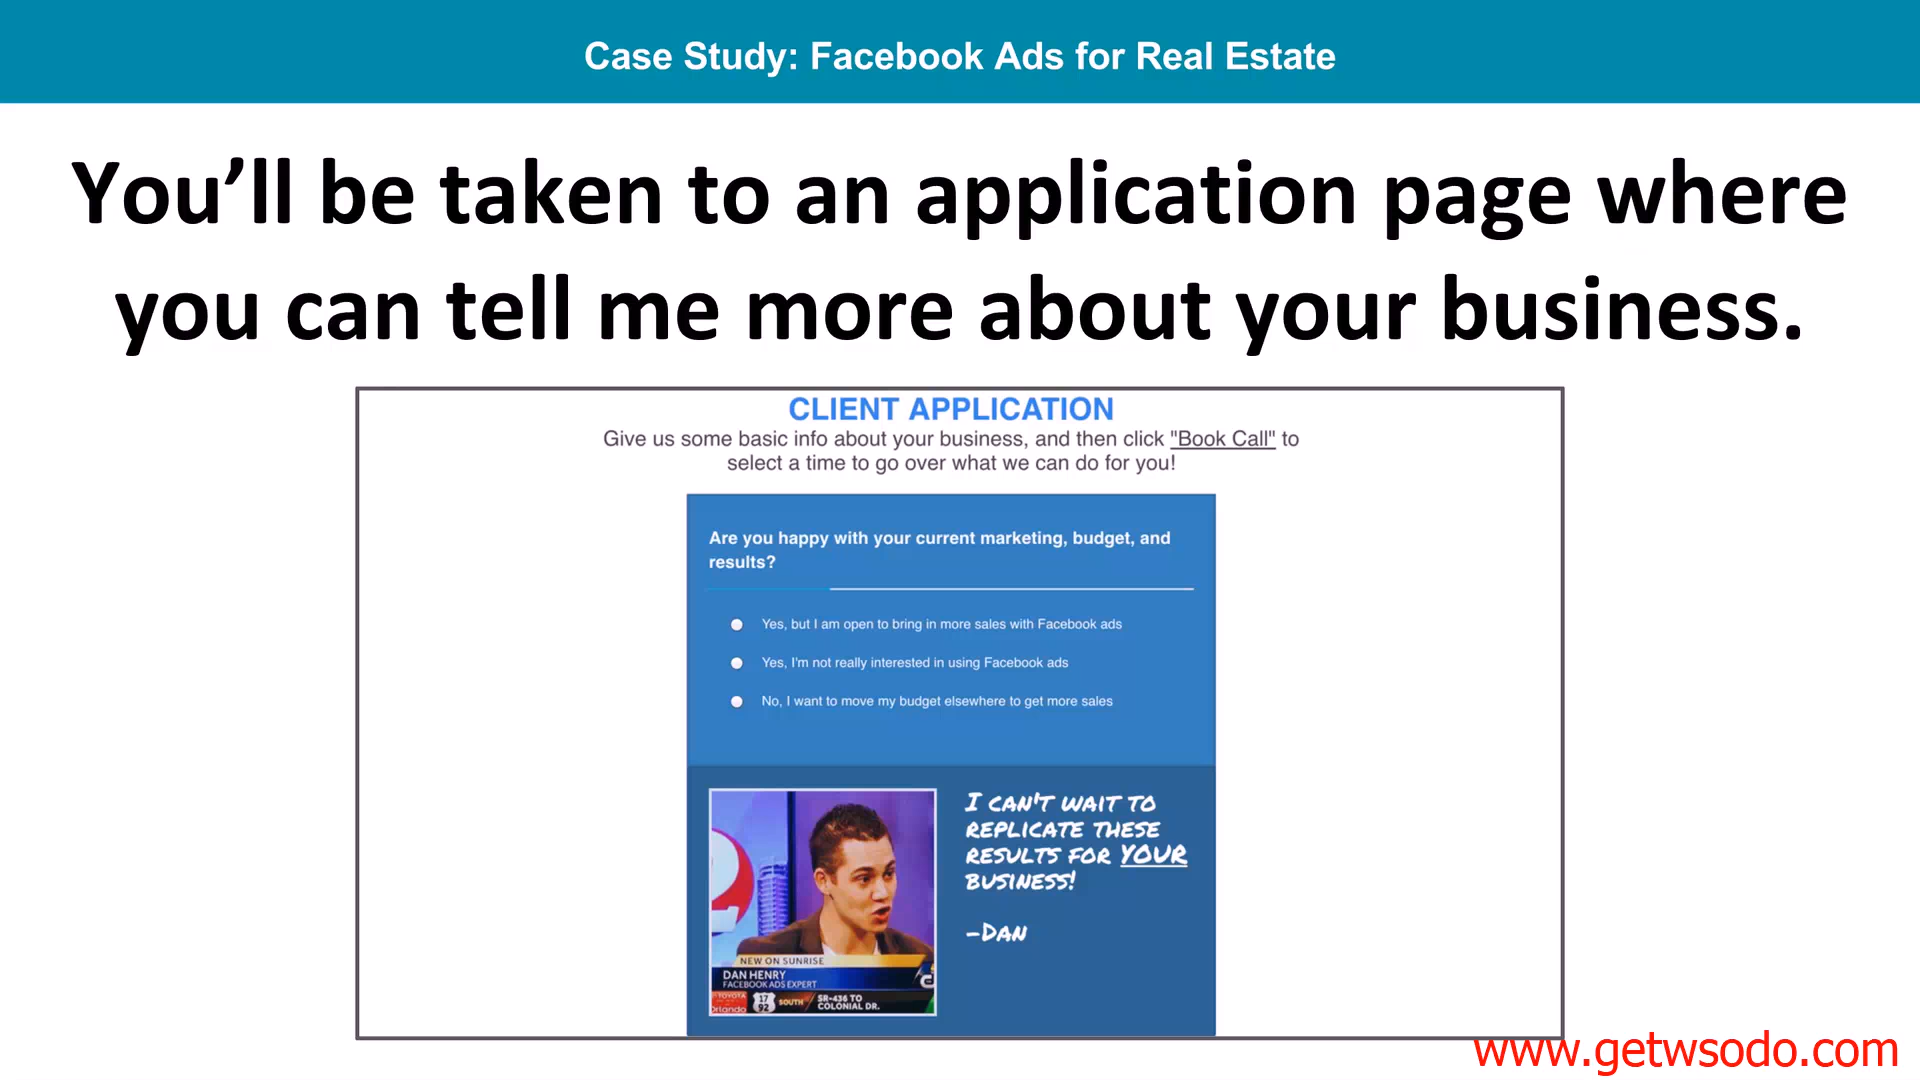 Case Study: Facebook Ads for Real Estate
You’ll be taken to an application page where
you can tell me more about your business.
CLIENT APPLICATION
Give us some basic info about your business, and then click "Book Call" to
select a time to go over what we can do for you!
Are you happy with your current marketing, budget, and
results?
Yes, but I am open to bring in more sales with Facebook ads
Yes, I'm not really interested in using Facebook ads
No, I want to move my budget elsewhere to get more sales
I CAN'T WAIT TO
REPLICATE THESE
RESULTS FOR YOUR
BUSINESS!
-DAN
NEW ON SUNRISE
DAN HENRY
FACEBOOK ADS EXPERT
TOYOTA
Orlando
17
92
SOUTH
SR-436 TO
COLONIAL DR.
www.getwsodo.com